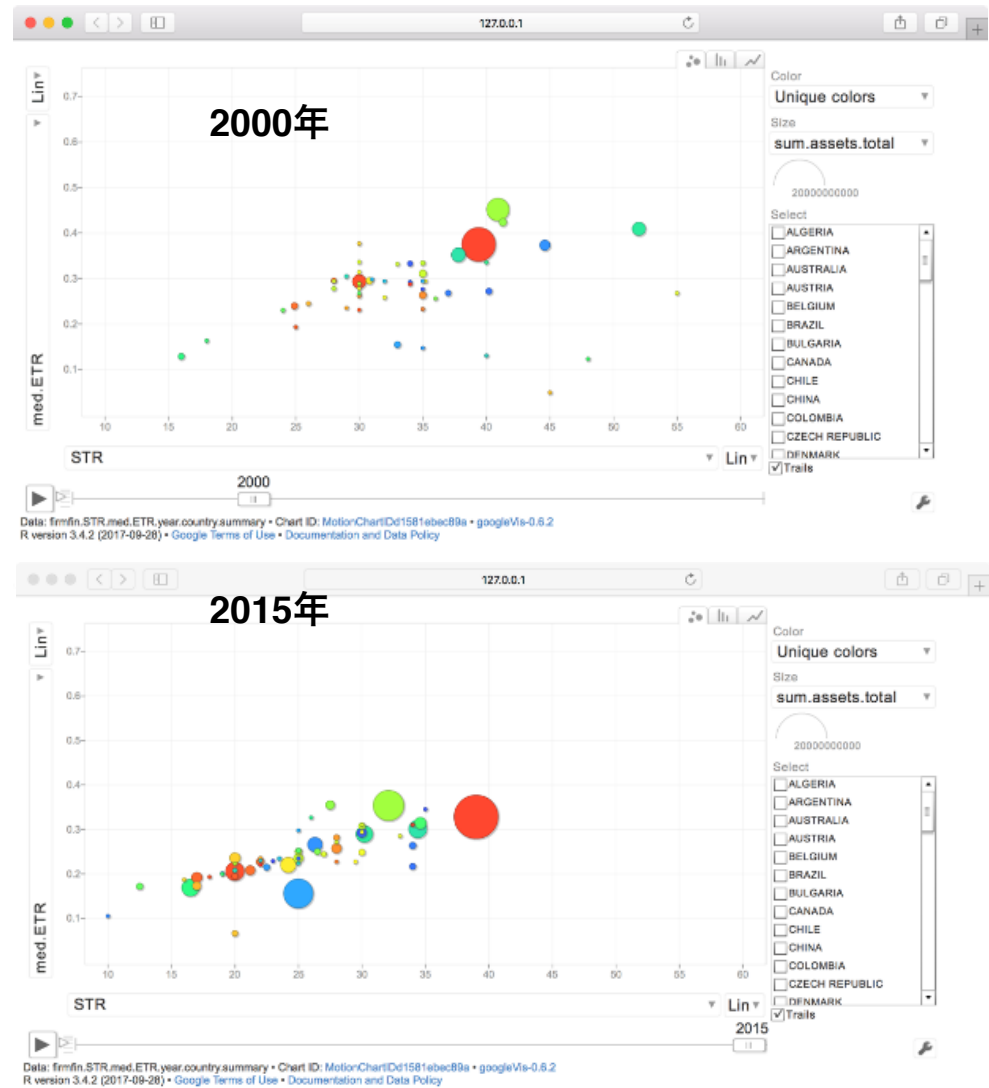 127.0.0.1
Lin
2000年
Color
Unique colors
Size
sum.assets.total
20000000000
Select
ALGERIA
ARGENTINA
AUSTRALIA
AUSTRIA
BELGIUM
BRAZIL
BULGARIA
CANADA
CHILE
CHINA
COLOMBIA
CZECH REPUBLIC
DENMARK
Trails
0.7
0.6
0.5
0.4
0.3
0.2
0.1
med.ETR
10 15 20 25 30 35 40 45 50 55 60
STR Lin
2000
Data: firmfin.STR.med.ETR.year.country.summary • Chart ID: MotionChartIDd1581ebec89a • googleVis-0.6.2
R version 3.4.2 (2017-09-28) • Google Terms of Use • Documentation and Data Policy
127.0.0.1
Lin
2015年
Color
Unique colors
Size
sum.assets.total
20000000000
Select
ALGERIA
ARGENTINA
AUSTRALIA
AUSTRIA
BELGIUM
BRAZIL
BULGARIA
CANADA
CHILE
CHINA
COLOMBIA
CZECH REPUBLIC
DENMARK
Trails
0.7
0.6
0.5
0.4
0.3
0.2
0.1
med.ETR
10 15 20 25 30 35 40 45 50 55 60
STR Lin
2015
Data: firmfin.STR.med.ETR.year.country.summary • Chart ID: MotionChartIDd1581ebec89a • googleVis-0.6.2
R version 3.4.2 (2017-09-28) • Google Terms of Use • Documentation and Data Policy